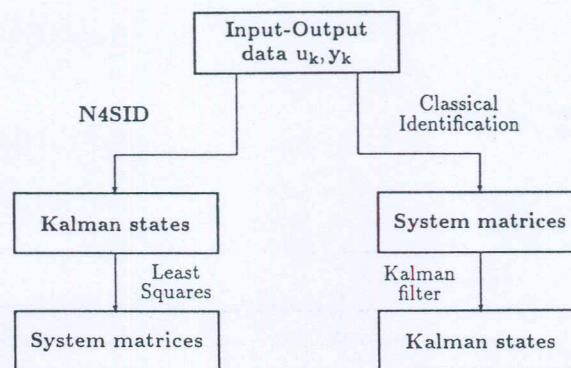 Input-Output
data u_k, y_k
N4SID
Classical
Identification
Kalman states
System matrices
Least
Squares
Kalman
filter
System matrices
Kalman states